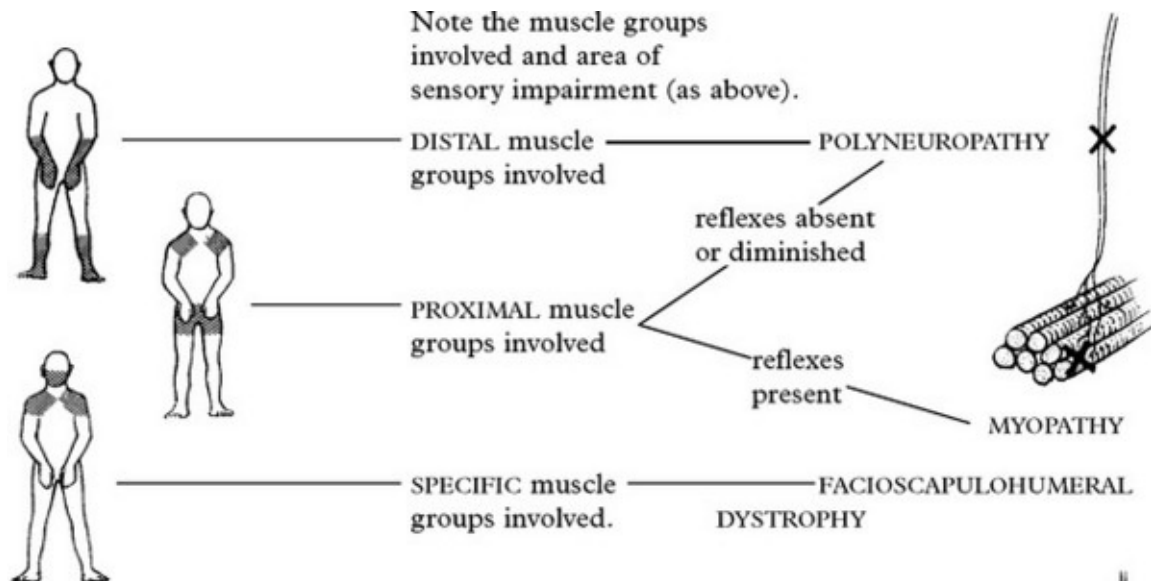 Note the muscle groups
involved and area of
sensory impairment (as above).
DISTAL muscle
groups involved
POLYNEUROPATHY
reflexes absent
or diminished
PROXIMAL muscle
groups involved
reflexes
present
MYOPATHY
SPECIFIC muscle
groups involved.
FACIOSCAPULOHUMERAL
DYSTROPHY